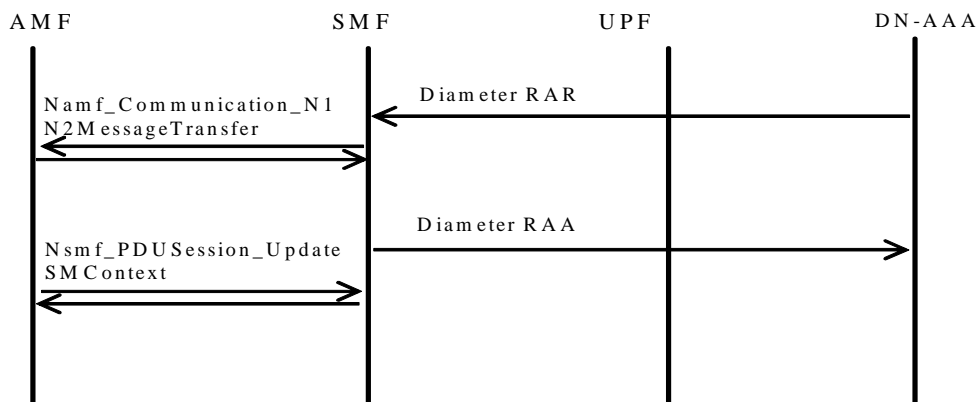 AMF SMF UPF DN-AAA
Diameter RAR
Namf_Communication_N1
N2MessageTransfer
Diameter RAA
Nsmf_PDUSession_Update
SMContext